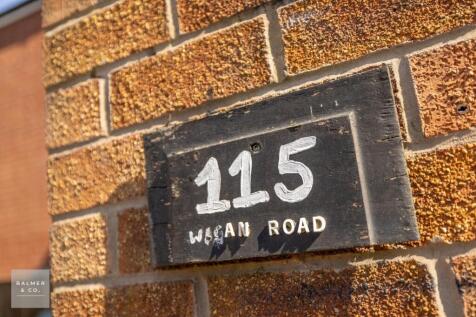 115
WIGAN ROAD
BALMER
& CO.